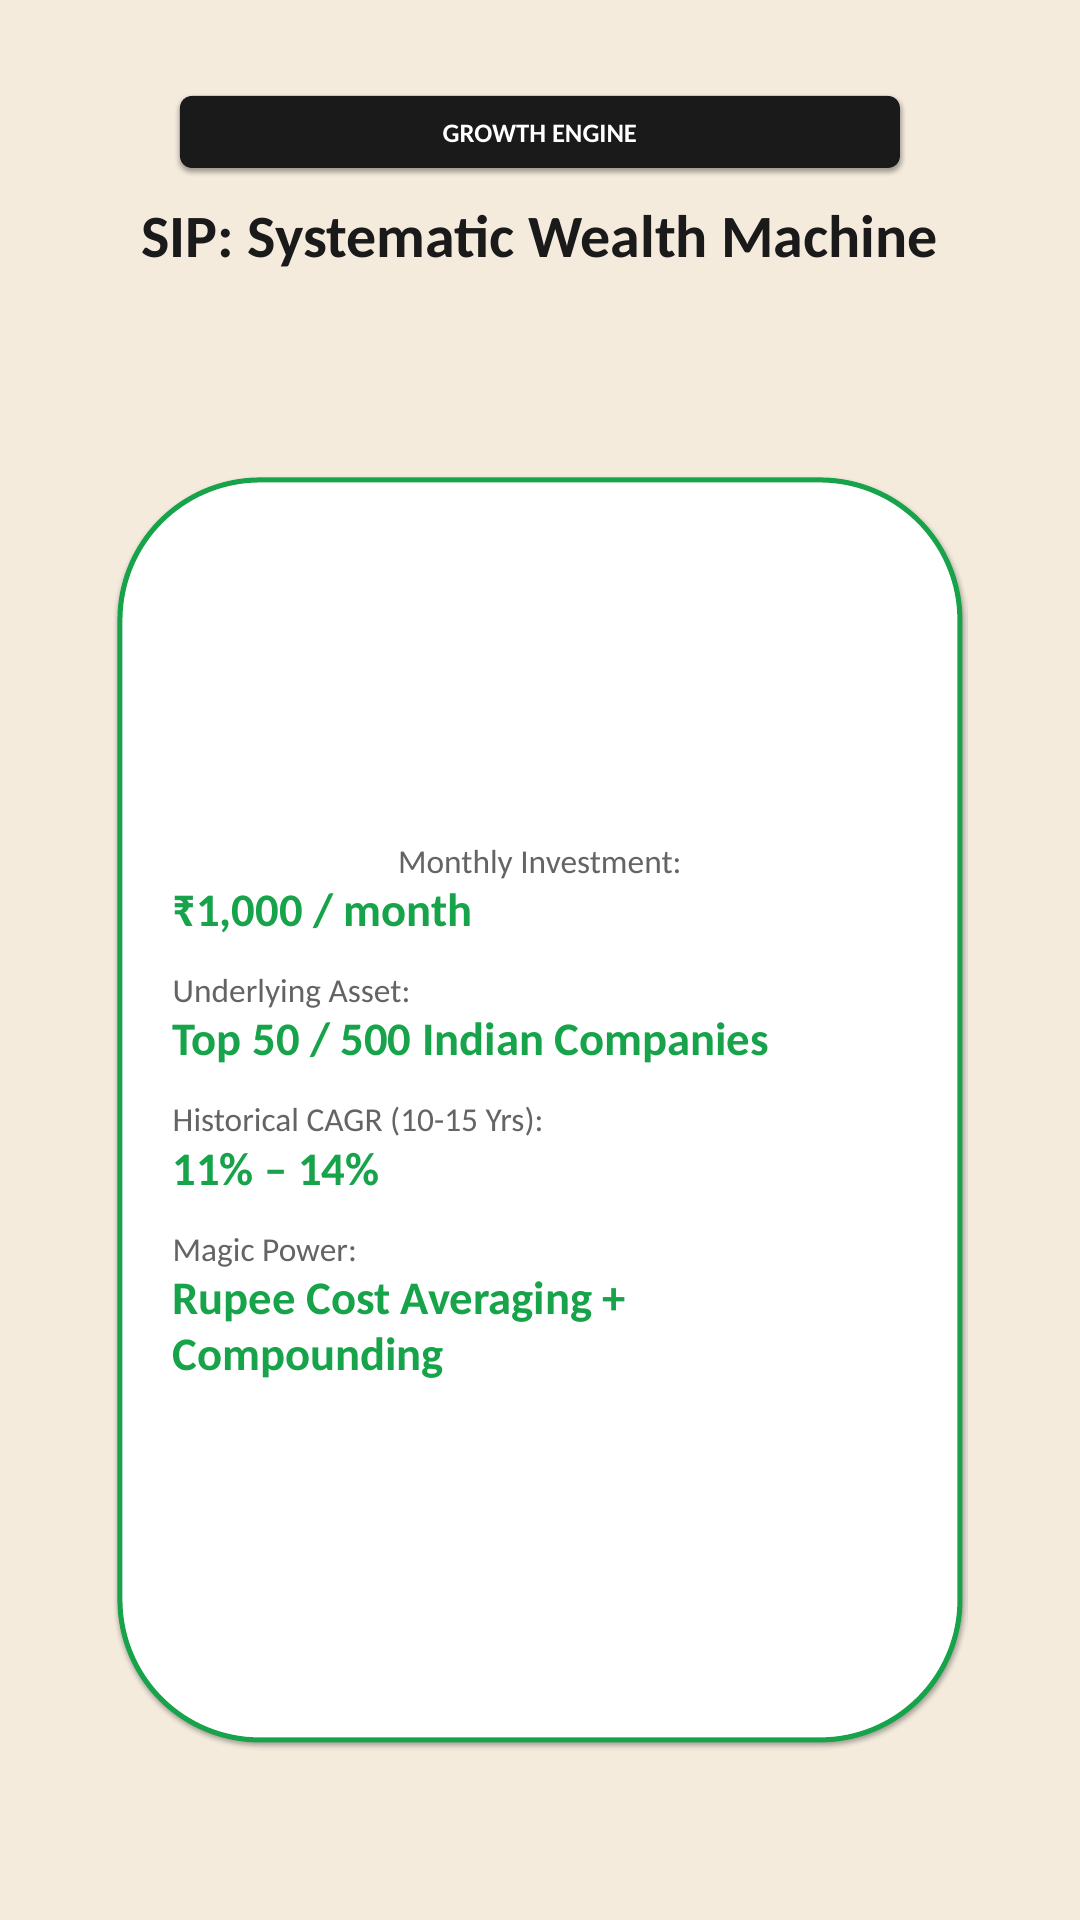 GROWTH ENGINE
SIP: Systematic Wealth Machine
Monthly Investment:
₹1,000 / month
Underlying Asset:
Top 50 / 500 Indian Companies
Historical CAGR (10-15 Yrs):
11% – 14%
Magic Power:
Rupee Cost Averaging +
Compounding